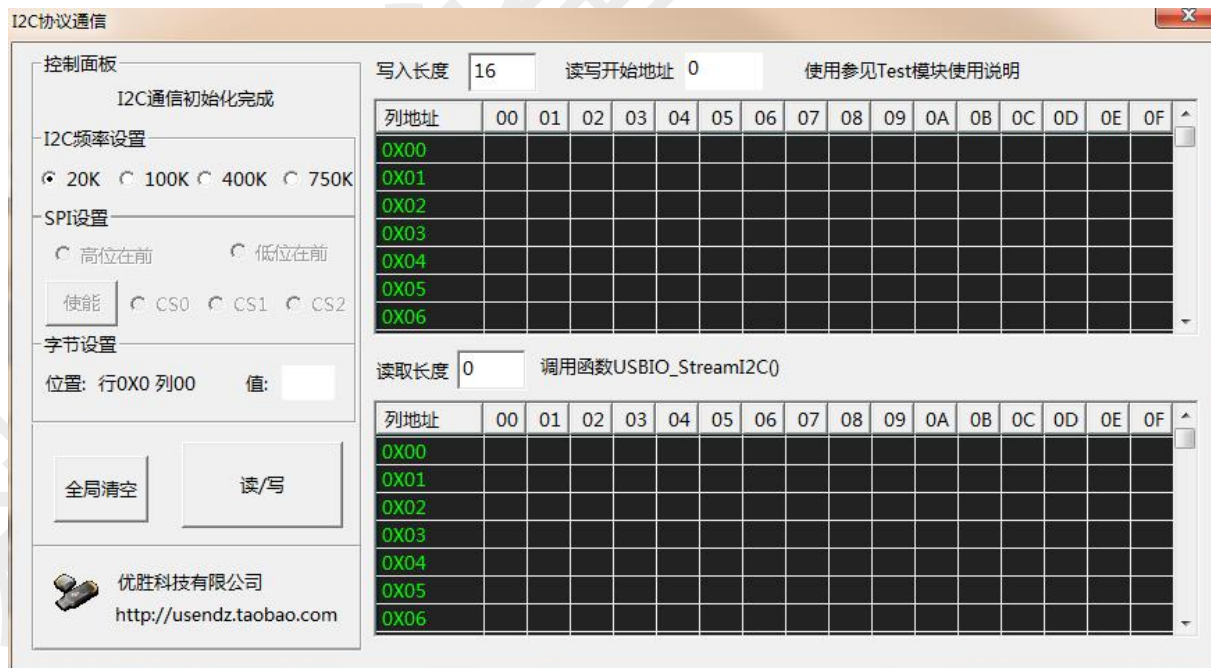 I2C协议通信
控制面板
I2C通信初始化完成
I2C频率设置
20K 100K 400K 750K
SPI设置
高位在前 低位在前
使能 CS0 CS1 CS2
字节设置
位置: 行0X0 列00 值:
全局清空 读/写
优胜科技有限公司
http://usendz.taobao.com
写入长度 16 读写开始地址 0 使用参见Test模块使用说明
列地址 00 01 02 03 04 05 06 07 08 09 0A 0B 0C 0D 0E 0F
0X00
0X01
0X02
0X03
0X04
0X05
0X06
读取长度 0 调用函数USBIO_StreamI2C()
列地址 00 01 02 03 04 05 06 07 08 09 0A 0B 0C 0D 0E 0F
0X00
0X01
0X02
0X03
0X04
0X05
0X06